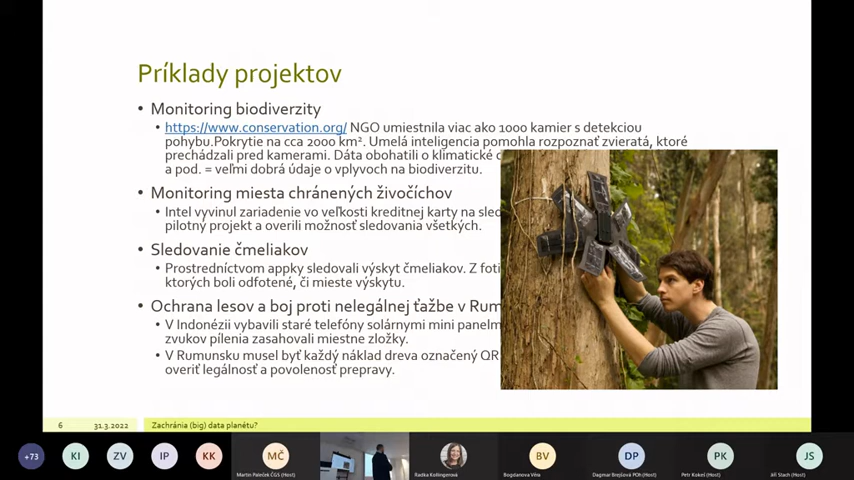 Príklady projektov
• Monitoring biodiverzity
• https://www.conservation.org/ NGO umiestnila viac ako 1000 kamier s detekciou
pohybu.Pokrytie na cca 2000 km². Umelá inteligencia pomohla rozpoznať zvieratá, ktoré
prechádzali pred kamerami. Dáta obohatili o klimatické
a pod. = veľmi dobrá údaje o vplyvoch na biodiverzitu.
• Monitoring miesta chránených živočíchov
• Intel vyvinul zariadenie vo veľkosti kreditnej karty na sled
pilotný projekt a overili možnosť sledovania všetkých.
• Sledovanie čmeliakov
• Prostredníctvom appky sledovali výskyt čmeliakov. Z foti
ktorých boli odfotené, či mieste výskytu.
• Ochrana lesov a boj proti nelegálnej ťažbe v Rum
• V Indonézii vybavili staré telefóny solárnymi mini panelm
zvukov pílenia zasahovali miestne zložky.
• V Rumunsku musel byť každý náklad dreva označený QR
overiť legálnosť a povolenosť prepravy.
6 31.3.2022 Zachránia (big) data planétu?
+73 KI ZV IP KK MČ BV DP PK JS
Martin Paleček ČGS (Host) Radka Kollingerová Bogdanova Věra Dagmar Brejšová POh (Host) Petr Kokeš (Host) Jiří Stach (Host)